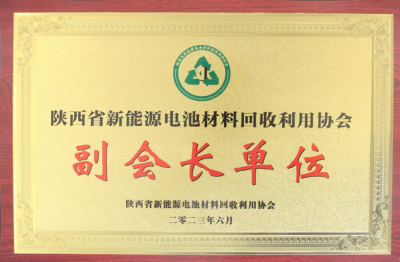 陕西省新能源电池材料回收利用协会
副会长单位
陕西省新能源电池材料回收利用协会
二〇二三年六月